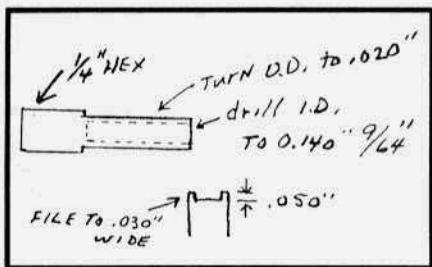 1/4" HEX
TURN O.D. to .020"
drill I.D.
TO 0.140" 9/64"
.050"
FILE TO .030"
WIDE